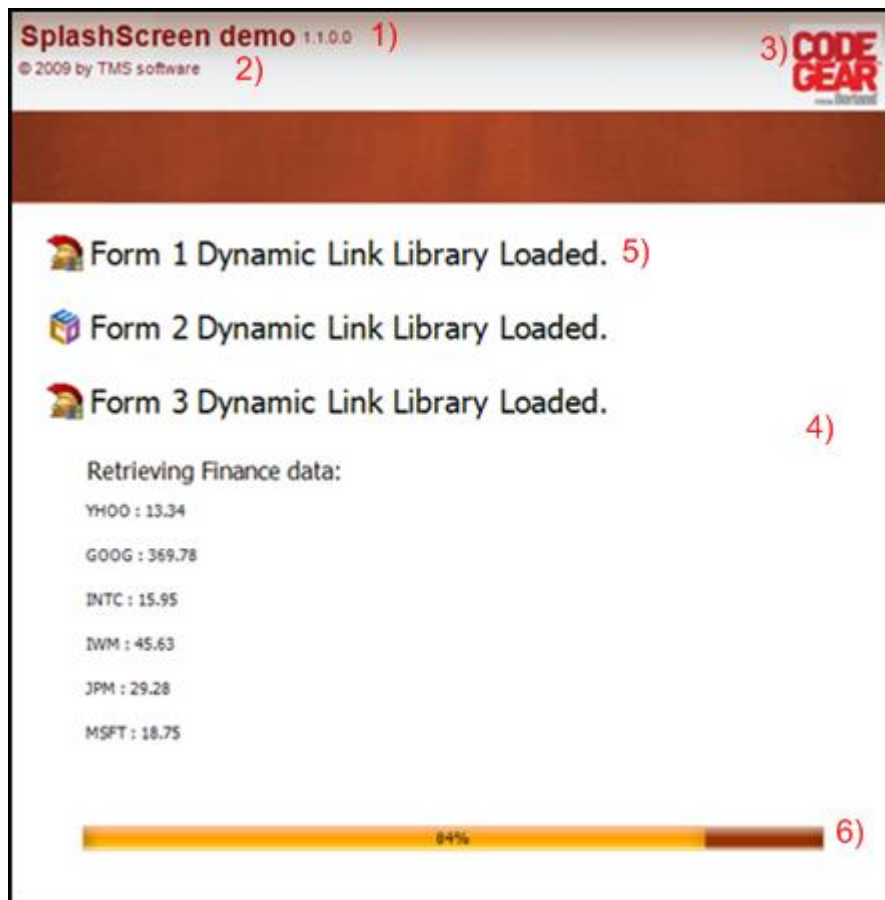 SplashScreen demo 1.1.0.0 1)
© 2009 by TMS software 2)
3) CODE GEAR
from Borland
Form 1 Dynamic Link Library Loaded. 5)
Form 2 Dynamic Link Library Loaded.
Form 3 Dynamic Link Library Loaded.
4)
Retrieving Finance data:
YHOO : 13.34
GOOG : 369.78
INTC : 15.95
IWM : 45.63
JPM : 29.28
MSFT : 18.75
84% 6)